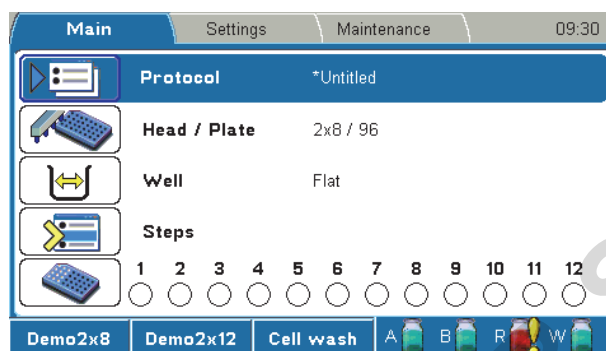 Main Settings Maintenance 09:30
Protocol *Untitled
Head / Plate 2x8 / 96
Well Flat
Steps
1 2 3 4 5 6 7 8 9 10 11 12
Demo2x8 Demo2x12 Cell wash A B R W